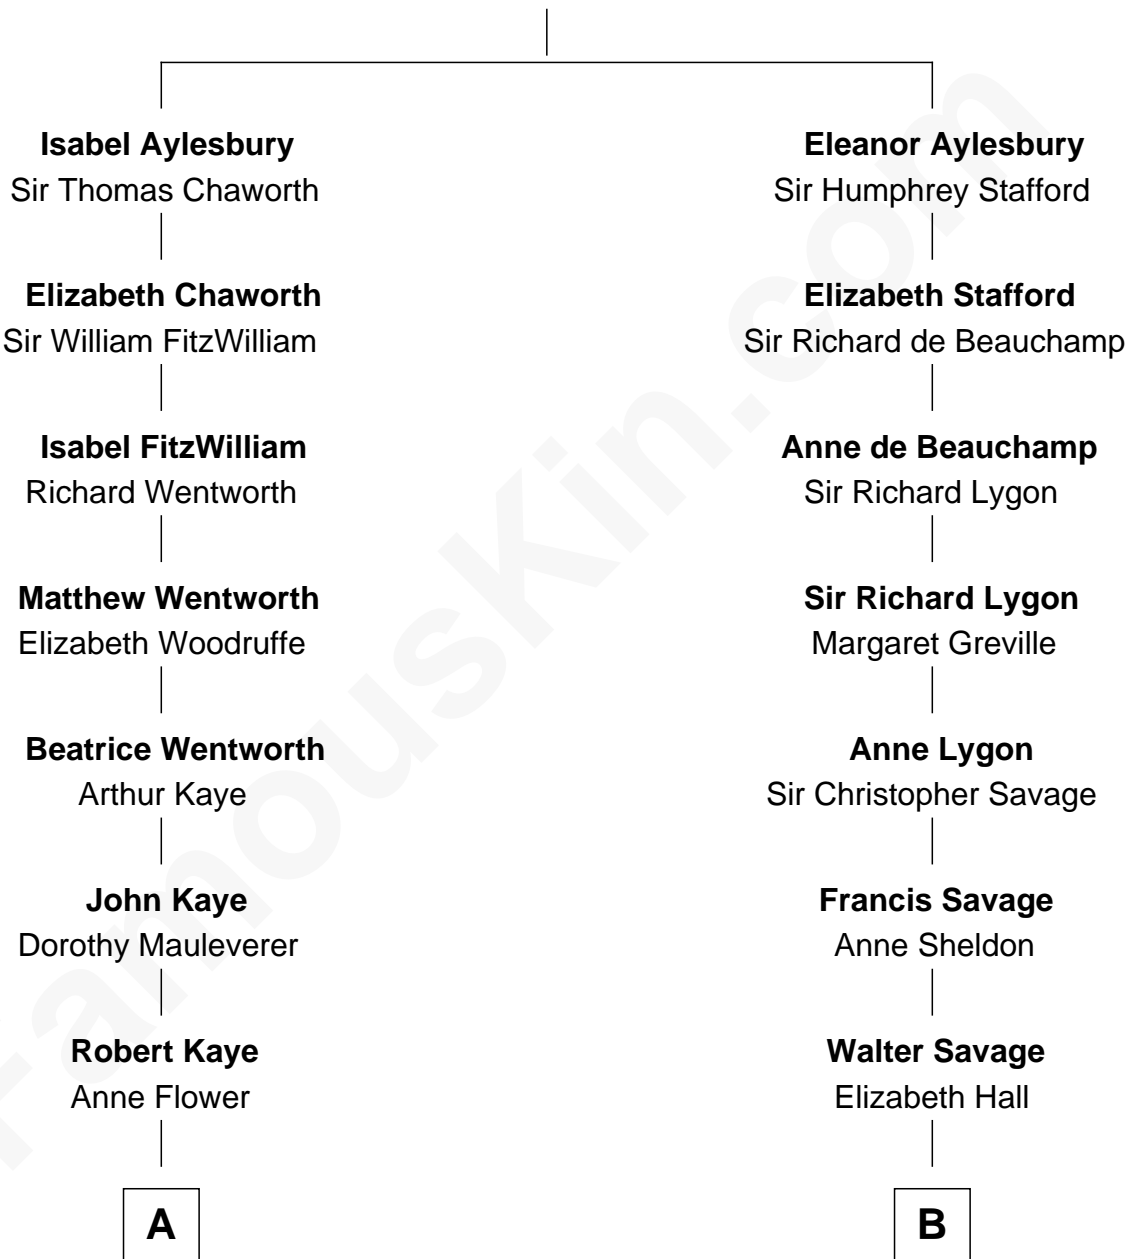 Isabel Aylesbury
Sir Thomas Chaworth
Elizabeth Chaworth
Sir William FitzWilliam
Isabel FitzWilliam
Richard Wentworth
Matthew Wentworth
Elizabeth Woodruffe
Beatrice Wentworth
Arthur Kaye
John Kaye
Dorothy Mauleverer
Robert Kaye
Anne Flower
A
Eleanor Aylesbury
Sir Humphrey Stafford
Elizabeth Stafford
Sir Richard de Beauchamp
Anne de Beauchamp
Sir Richard Lygon
Sir Richard Lygon
Margaret Greville
Anne Lygon
Sir Christopher Savage
Francis Savage
Anne Sheldon
Walter Savage
Elizabeth Hall
B
FamousKin.com